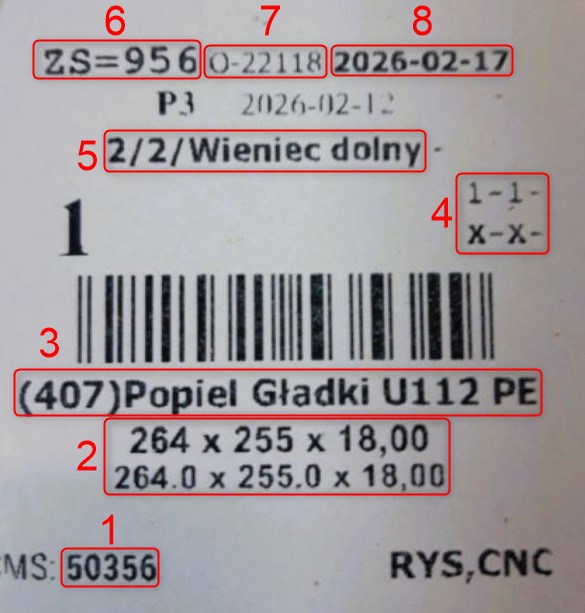 6 7 8
ZS=956 O-22118 2026-02-17
P3 2026-02-12
5 2/2/Wieniec dolny -
1
4 1-1-
X-X-
3
(407)Popiel Gładki U112 PE
2 264 x 255 x 18,00
264.0 x 255.0 x 18,00
1
MS: 50356 RYS,CNC